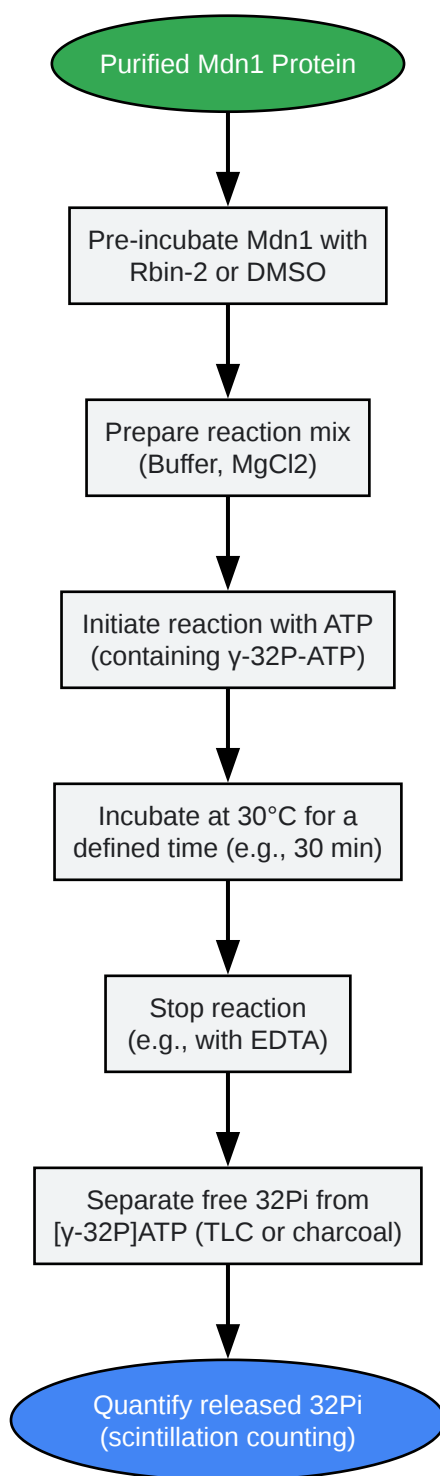 Purified Mdn1 Protein
Pre-incubate Mdn1 with
Rbin-2 or DMSO
Prepare reaction mix
(Buffer, MgCl2)
Initiate reaction with ATP
(containing γ-32P-ATP)
Incubate at 30°C for a
defined time (e.g., 30 min)
Stop reaction
(e.g., with EDTA)
Separate free 32Pi from
[γ-32P]ATP (TLC or charcoal)
Quantify released 32Pi
(scintillation counting)